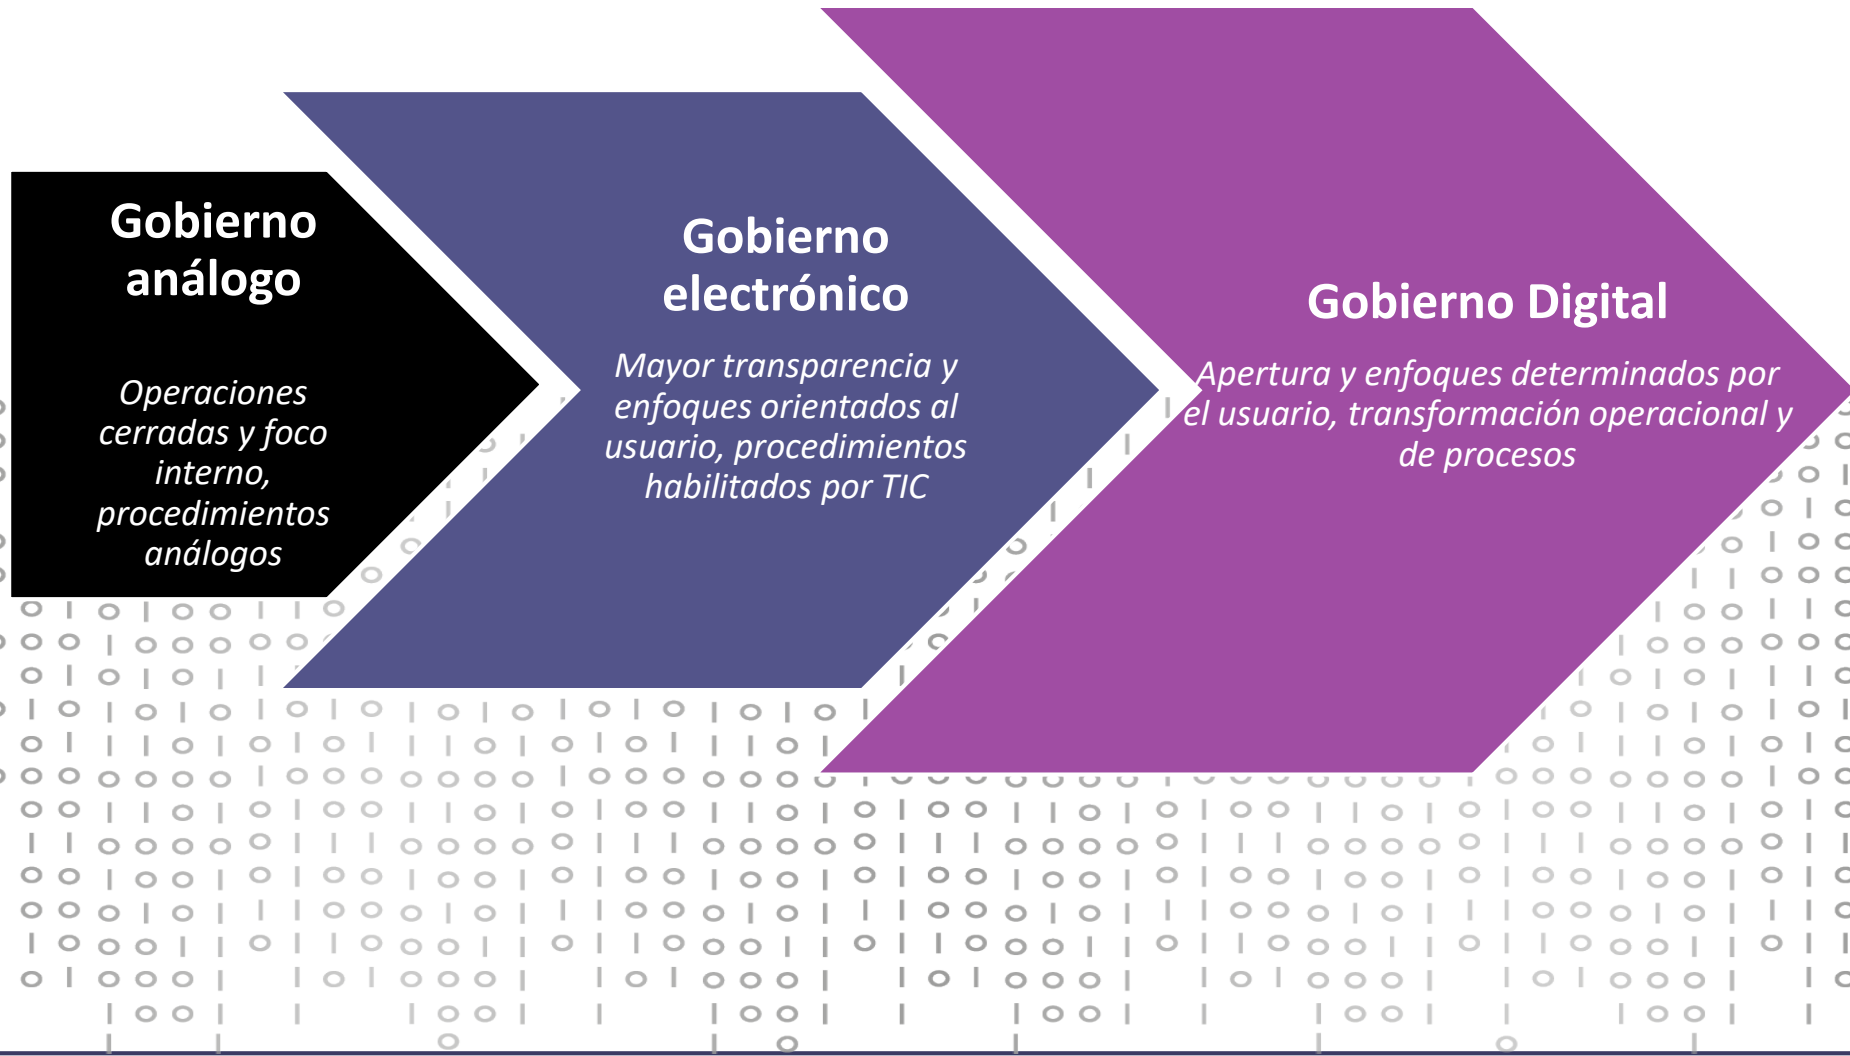 Gobierno
análogo
Operaciones
cerradas y foco
interno,
procedimientos
análogos
Gobierno
electrónico
Mayor transparencia y
enfoques orientados al
usuario, procedimientos
habilitados por TIC
Gobierno Digital
Apertura y enfoques determinados por
el usuario, transformación operacional y
de procesos